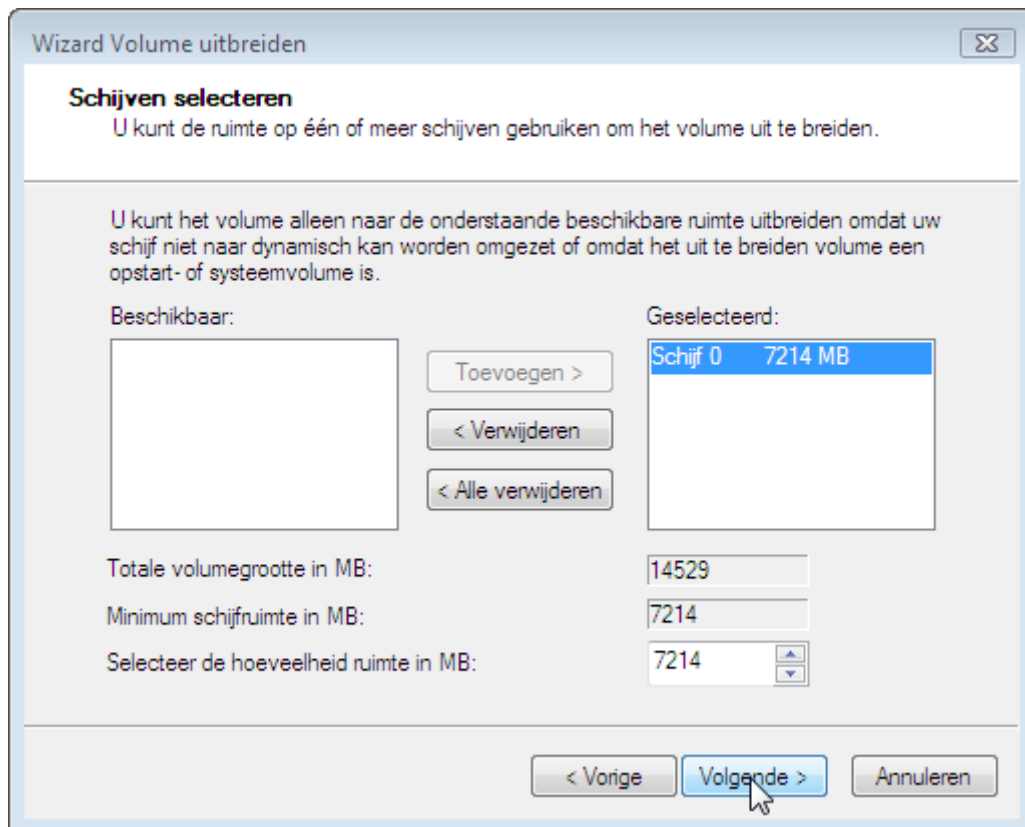 Wizard Volume uitbreiden
Schijven selecteren
U kunt de ruimte op één of meer schijven gebruiken om het volume uit te breiden.
U kunt het volume alleen naar de onderstaande beschikbare ruimte uitbreiden omdat uw
schijf niet naar dynamisch kan worden omgezet of omdat het uit te breiden volume een
opstart- of systeemvolume is.
Beschikbaar:
Geselecteerd:
Schijf 0 7214 MB
Toevoegen >
< Verwijderen
< Alle verwijderen
Totale volumegrootte in MB: 14529
Minimum schijfruimte in MB: 7214
Selecteer de hoeveelheid ruimte in MB: 7214
< Vorige Volgende > Annuleren